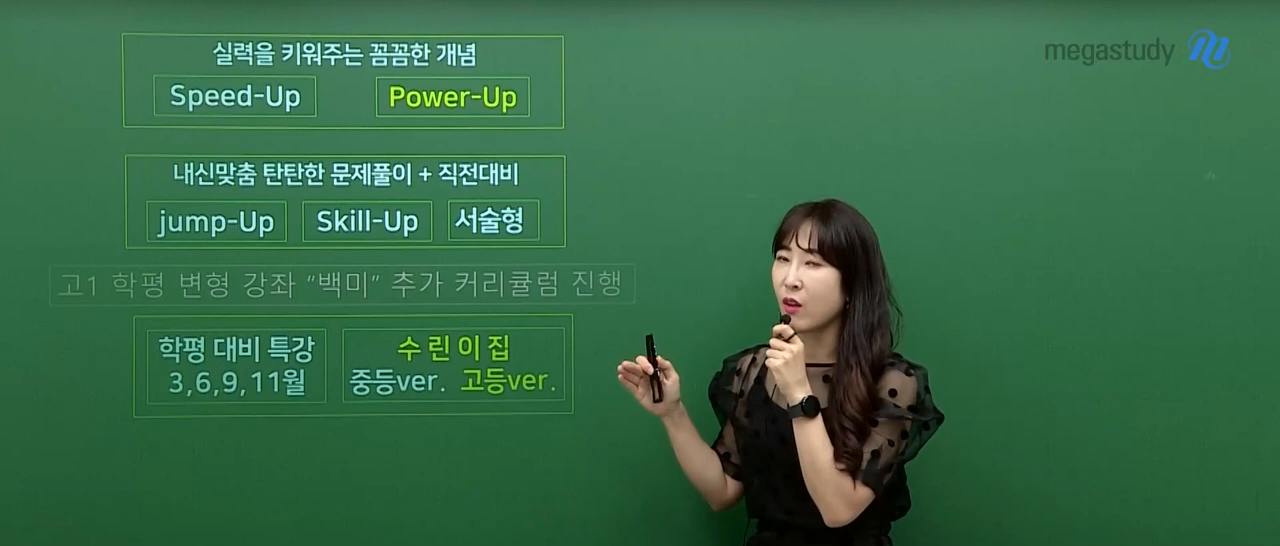 megastudy
실력을 키워주는 꼼꼼한 개념
Speed-Up Power-Up
내신맞춤 탄탄한 문제풀이 + 직전대비
jump-Up Skill-Up 서술형
고1 학평 변형 강좌 "백미" 추가 커리큘럼 진행
학평 대비 특강 수린이집
3,6,9,11월 중등ver. 고등ver.